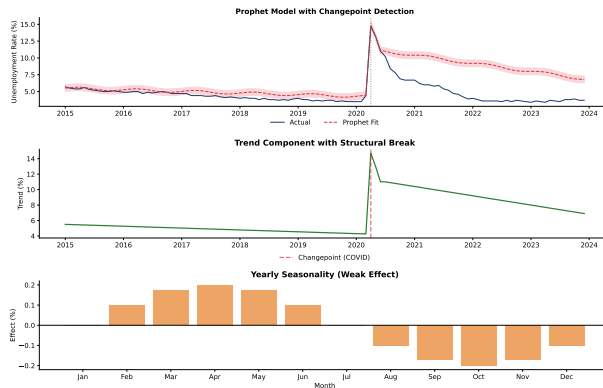 Prophet Model with Changepoint Detection
Unemployment Rate (%)
15.0
12.5
10.0
7.5
5.0
2015 2016 2017 2018 2019 2020 2021 2022 2023 2024
Actual Prophet Fit
Trend Component with Structural Break
Trend (%)
14
12
10
8
6
4
2015 2016 2017 2018 2019 2020 2021 2022 2023 2024
Changepoint (COVID)
Yearly Seasonality (Weak Effect)
Effect (%)
0.2
0.1
0.0
−0.1
−0.2
Jan Feb Mar Apr May Jun Jul Aug Sep Oct Nov Dec
Month